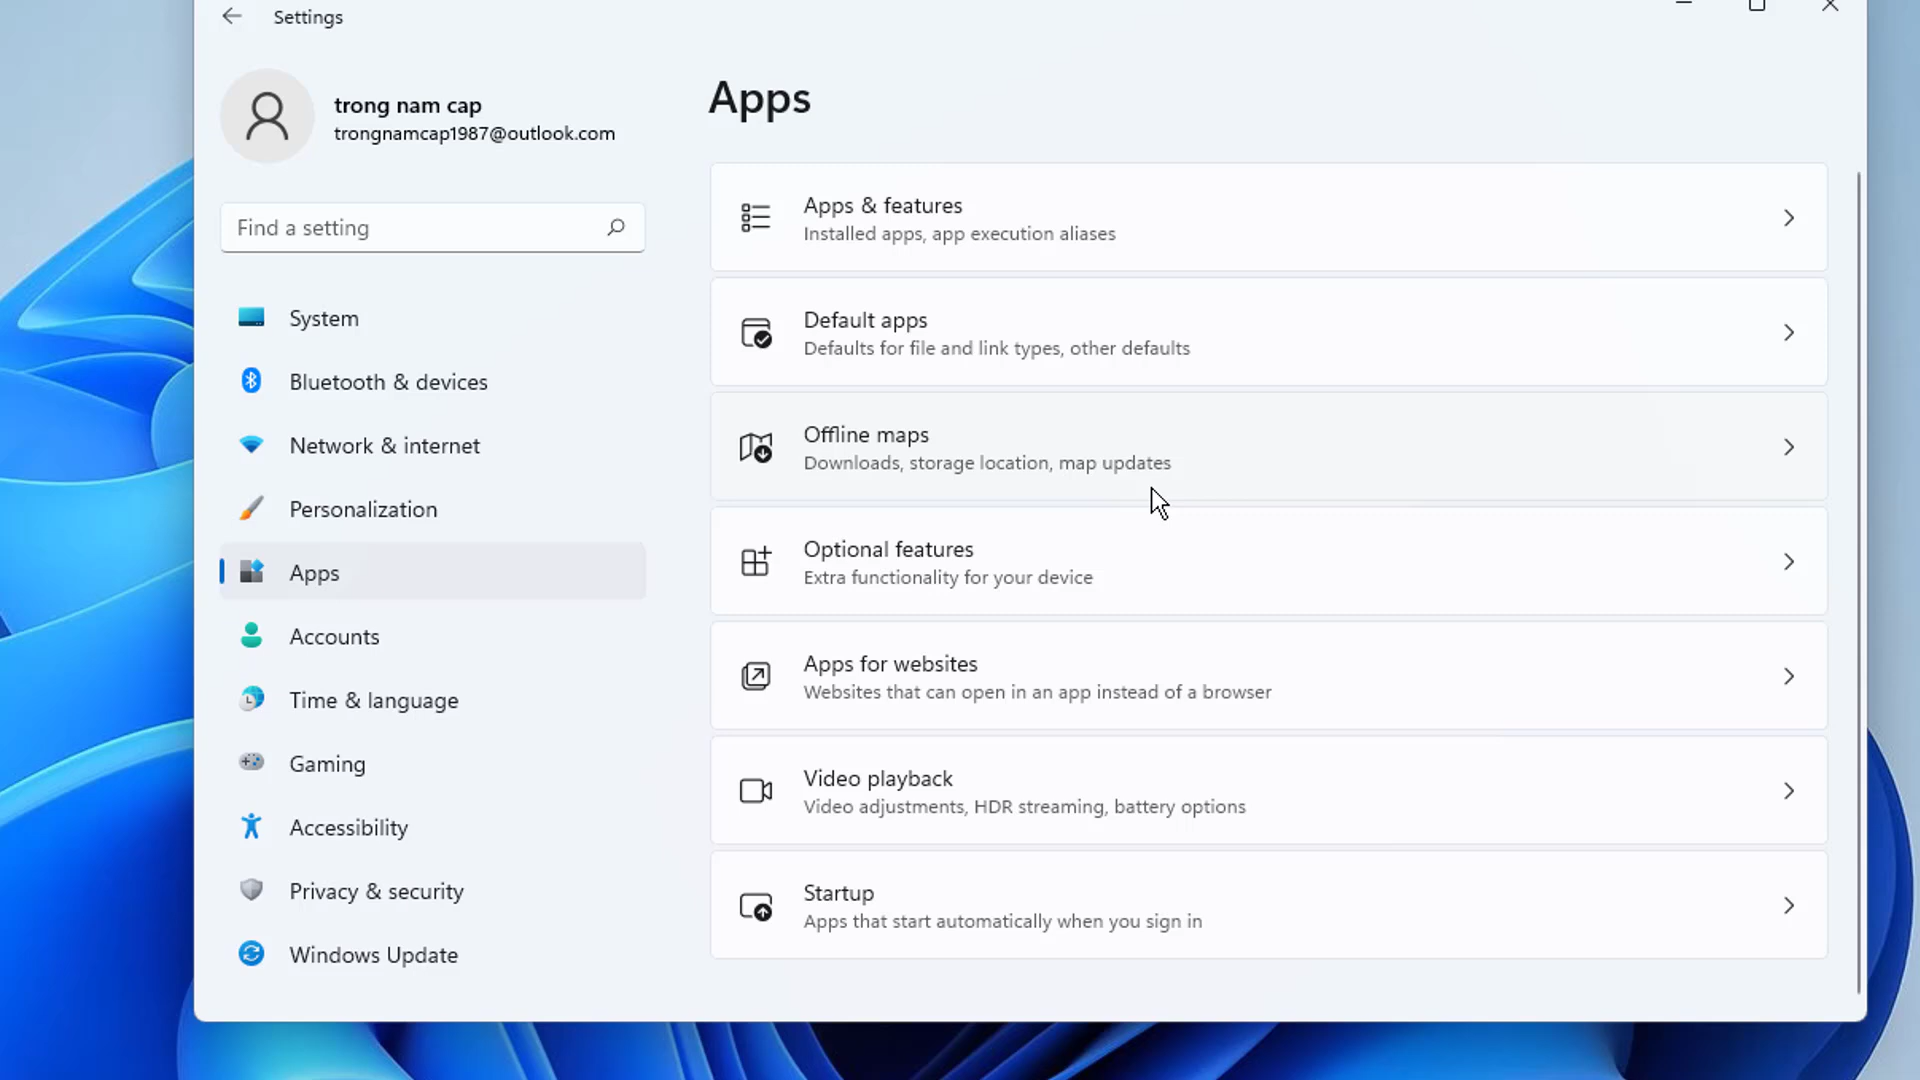 Settings
trong nam cap
trongnamcap1987@outlook.com
Find a setting
System
Bluetooth & devices
Network & internet
Personalization
Apps
Accounts
Time & language
Gaming
Accessibility
Privacy & security
Windows Update
Apps
Apps & features
Installed apps, app execution aliases
Default apps
Defaults for file and link types, other defaults
Offline maps
Downloads, storage location, map updates
Optional features
Extra functionality for your device
Apps for websites
Websites that can open in an app instead of a browser
Video playback
Video adjustments, HDR streaming, battery options
Startup
Apps that start automatically when you sign in